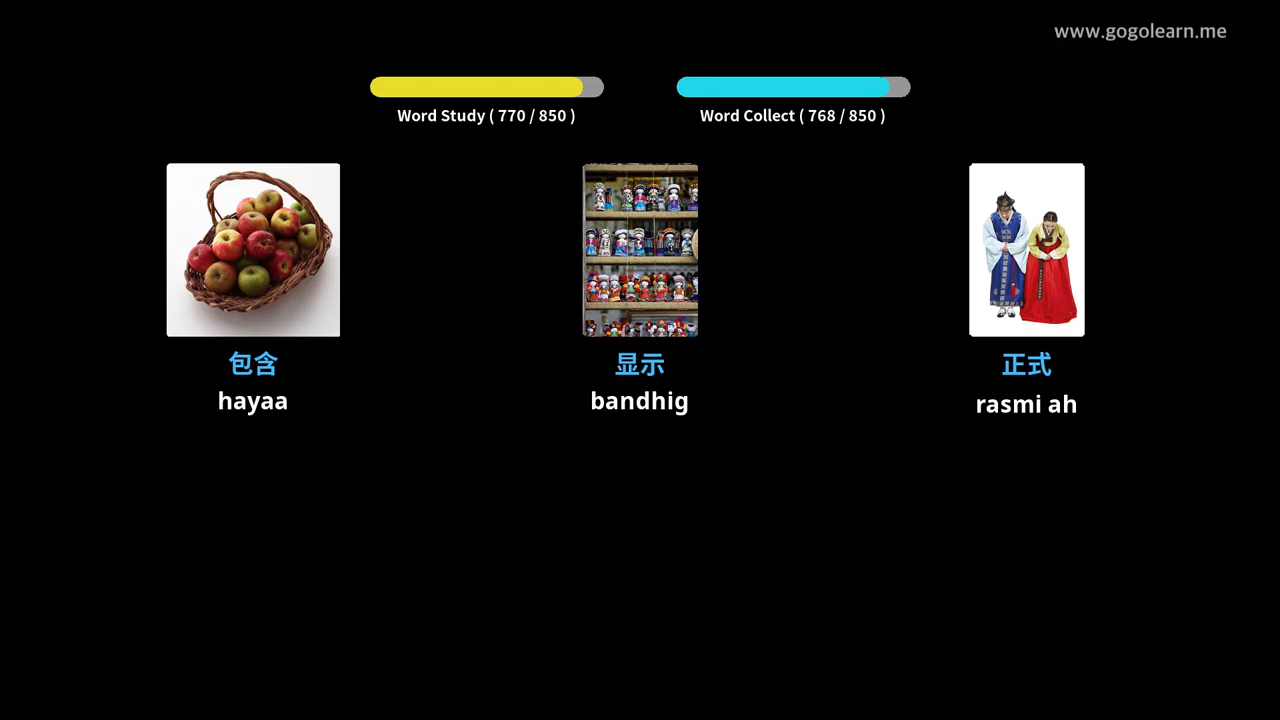 www.gogolearn.me
Word Study ( 770 / 850 )
Word Collect ( 768 / 850 )
包含
hayaa
显示
bandhig
正式
rasmi ah